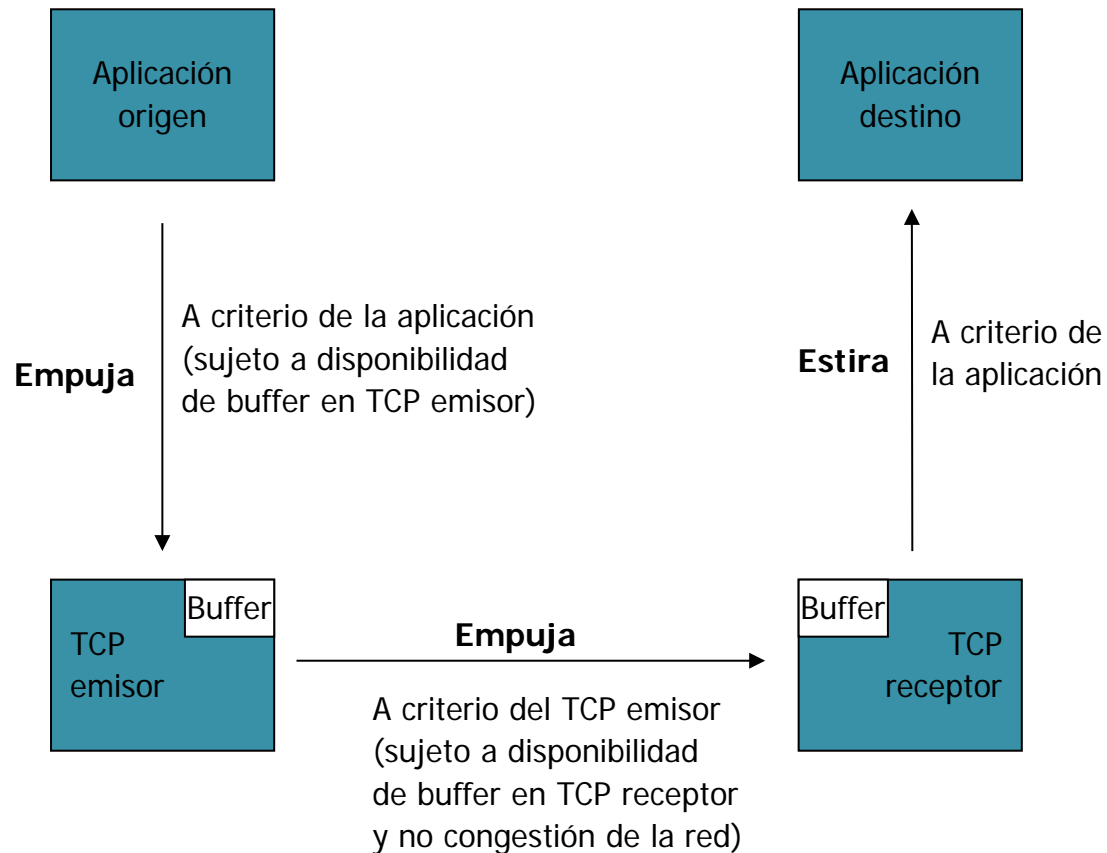 Aplicación
origen
Aplicación
destino
Empuja
A criterio de la aplicación
(sujeto a disponibilidad
de buffer en TCP emisor)
Estira
A criterio de
la aplicación
Buffer
TCP
emisor
Empuja
A criterio del TCP emisor
(sujeto a disponibilidad
de buffer en TCP receptor
y no congestión de la red)
Buffer
TCP
receptor